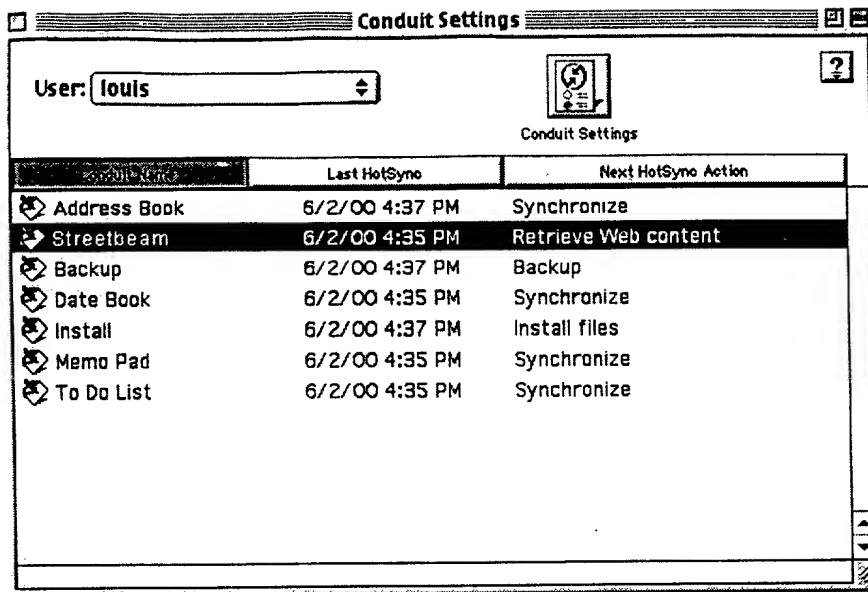 Conduit Settings
User: louis
?
Conduit Settings
Conduit Name Last HotSync Next HotSync Action
Address Book 6/2/00 4:37 PM Synchronize
Streetbeam 6/2/00 4:35 PM Retrieve Web content
Backup 6/2/00 4:37 PM Backup
Date Book 6/2/00 4:35 PM Synchronize
Install 6/2/00 4:37 PM Install files
Memo Pad 6/2/00 4:35 PM Synchronize
To Do List 6/2/00 4:35 PM Synchronize